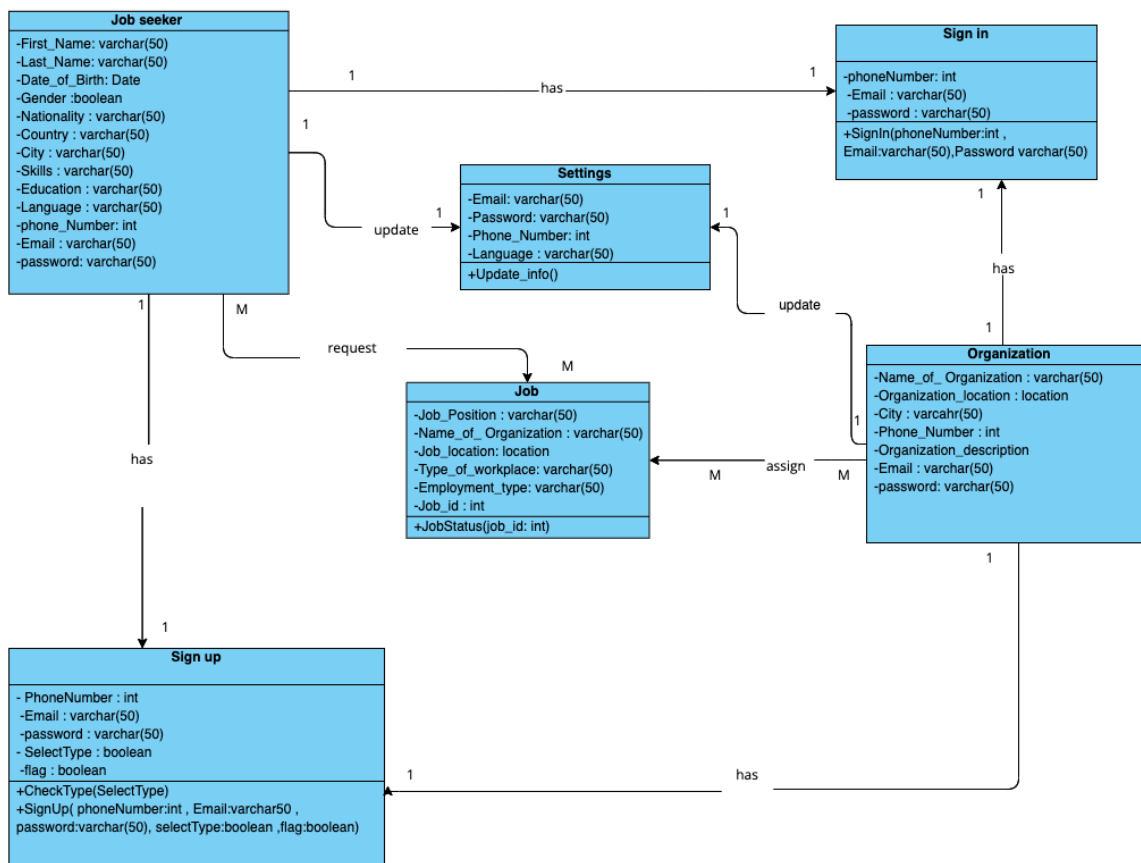 Job seeker
-First_Name: varchar(50)
-Last_Name: varchar(50)
-Date_of_Birth: Date
-Gender :boolean
-Nationality : varchar(50)
-Country : varchar(50)
-City : varchar(50)
-Skills : varchar(50)
-Education : varchar(50)
-Language : varchar(50)
-phone_Number: int
-Email : varchar(50)
-password: varchar(50)
1
has
1
Sign in
-phoneNumber: int
-Email : varchar(50)
-password : varchar(50)
+SignIn(phoneNumber:int ,
Email:varchar(50),Password varchar(50)
1
update
1
Settings
-Email: varchar(50)
-Password: varchar(50)
-Phone_Number: int
-Language : varchar(50)
+Update_info()
1
update
1
1
has
1
Organization
-Name_of_ Organization : varchar(50)
-Organization_location : location
-City : varcahr(50)
-Phone_Number : int
-Organization_description
-Email : varchar(50)
-password: varchar(50)
M
request
M
Job
-Job_Position : varchar(50)
-Name_of_ Organization : varchar(50)
-Job_location: location
-Type_of_workplace: varchar(50)
-Employment_type: varchar(50)
-Job_id : int
+JobStatus(job_id: int)
M
assign
M
1
has
1
Sign up
- PhoneNumber : int
-Email : varchar(50)
-password : varchar(50)
- SelectType : boolean
-flag : boolean
+CheckType(SelectType)
+SignUp( phoneNumber:int , Email:varchar50 ,
password:varchar(50), selectType:boolean ,flag:boolean)
1
has
1